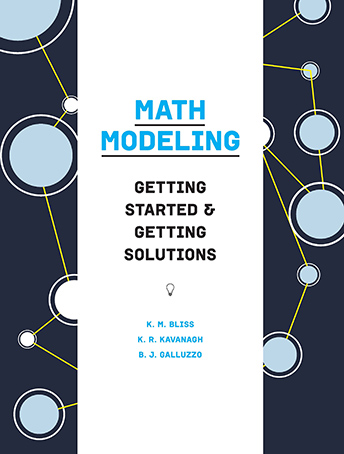 MATH
MODELING
GETTING
STARTED &
GETTING
SOLUTIONS
K. M. BLISS
K. R. KAVANAGH
B. J. GALLUZZO